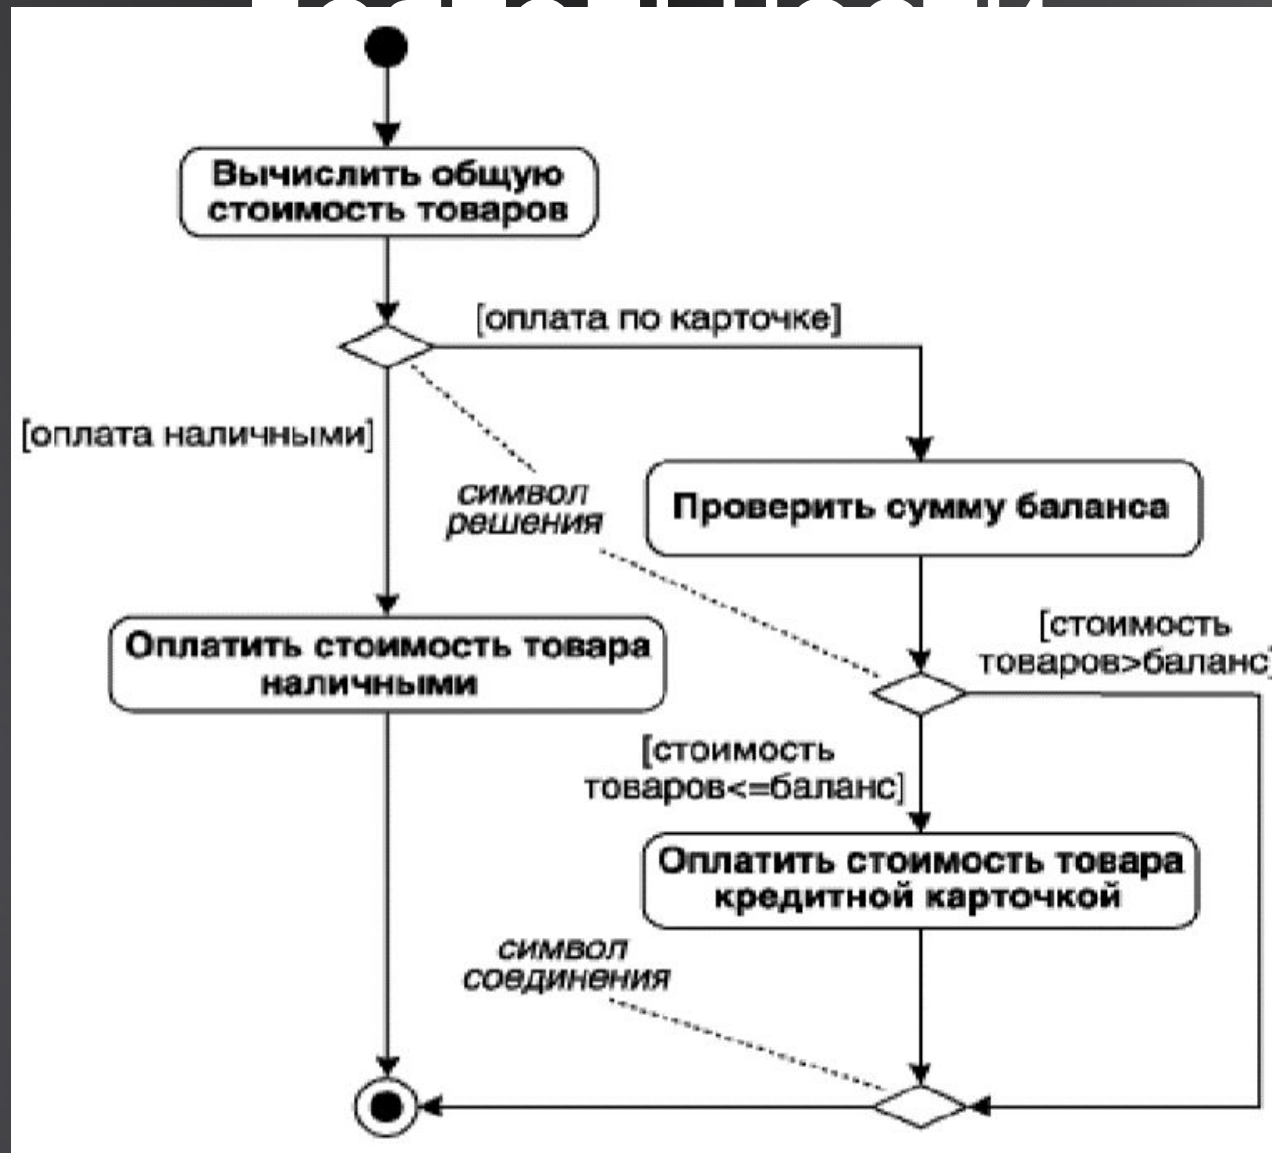 Вычислить общую
стоимость товаров
[оплата по карточке]
[оплата наличными]
символ
решения
Проверить сумму баланса
Оплатить стоимость товара
наличными
[стоимость
товаров>баланс]
[стоимость
товаров<=баланс]
Оплатить стоимость товара
кредитной карточкой
символ
соединения